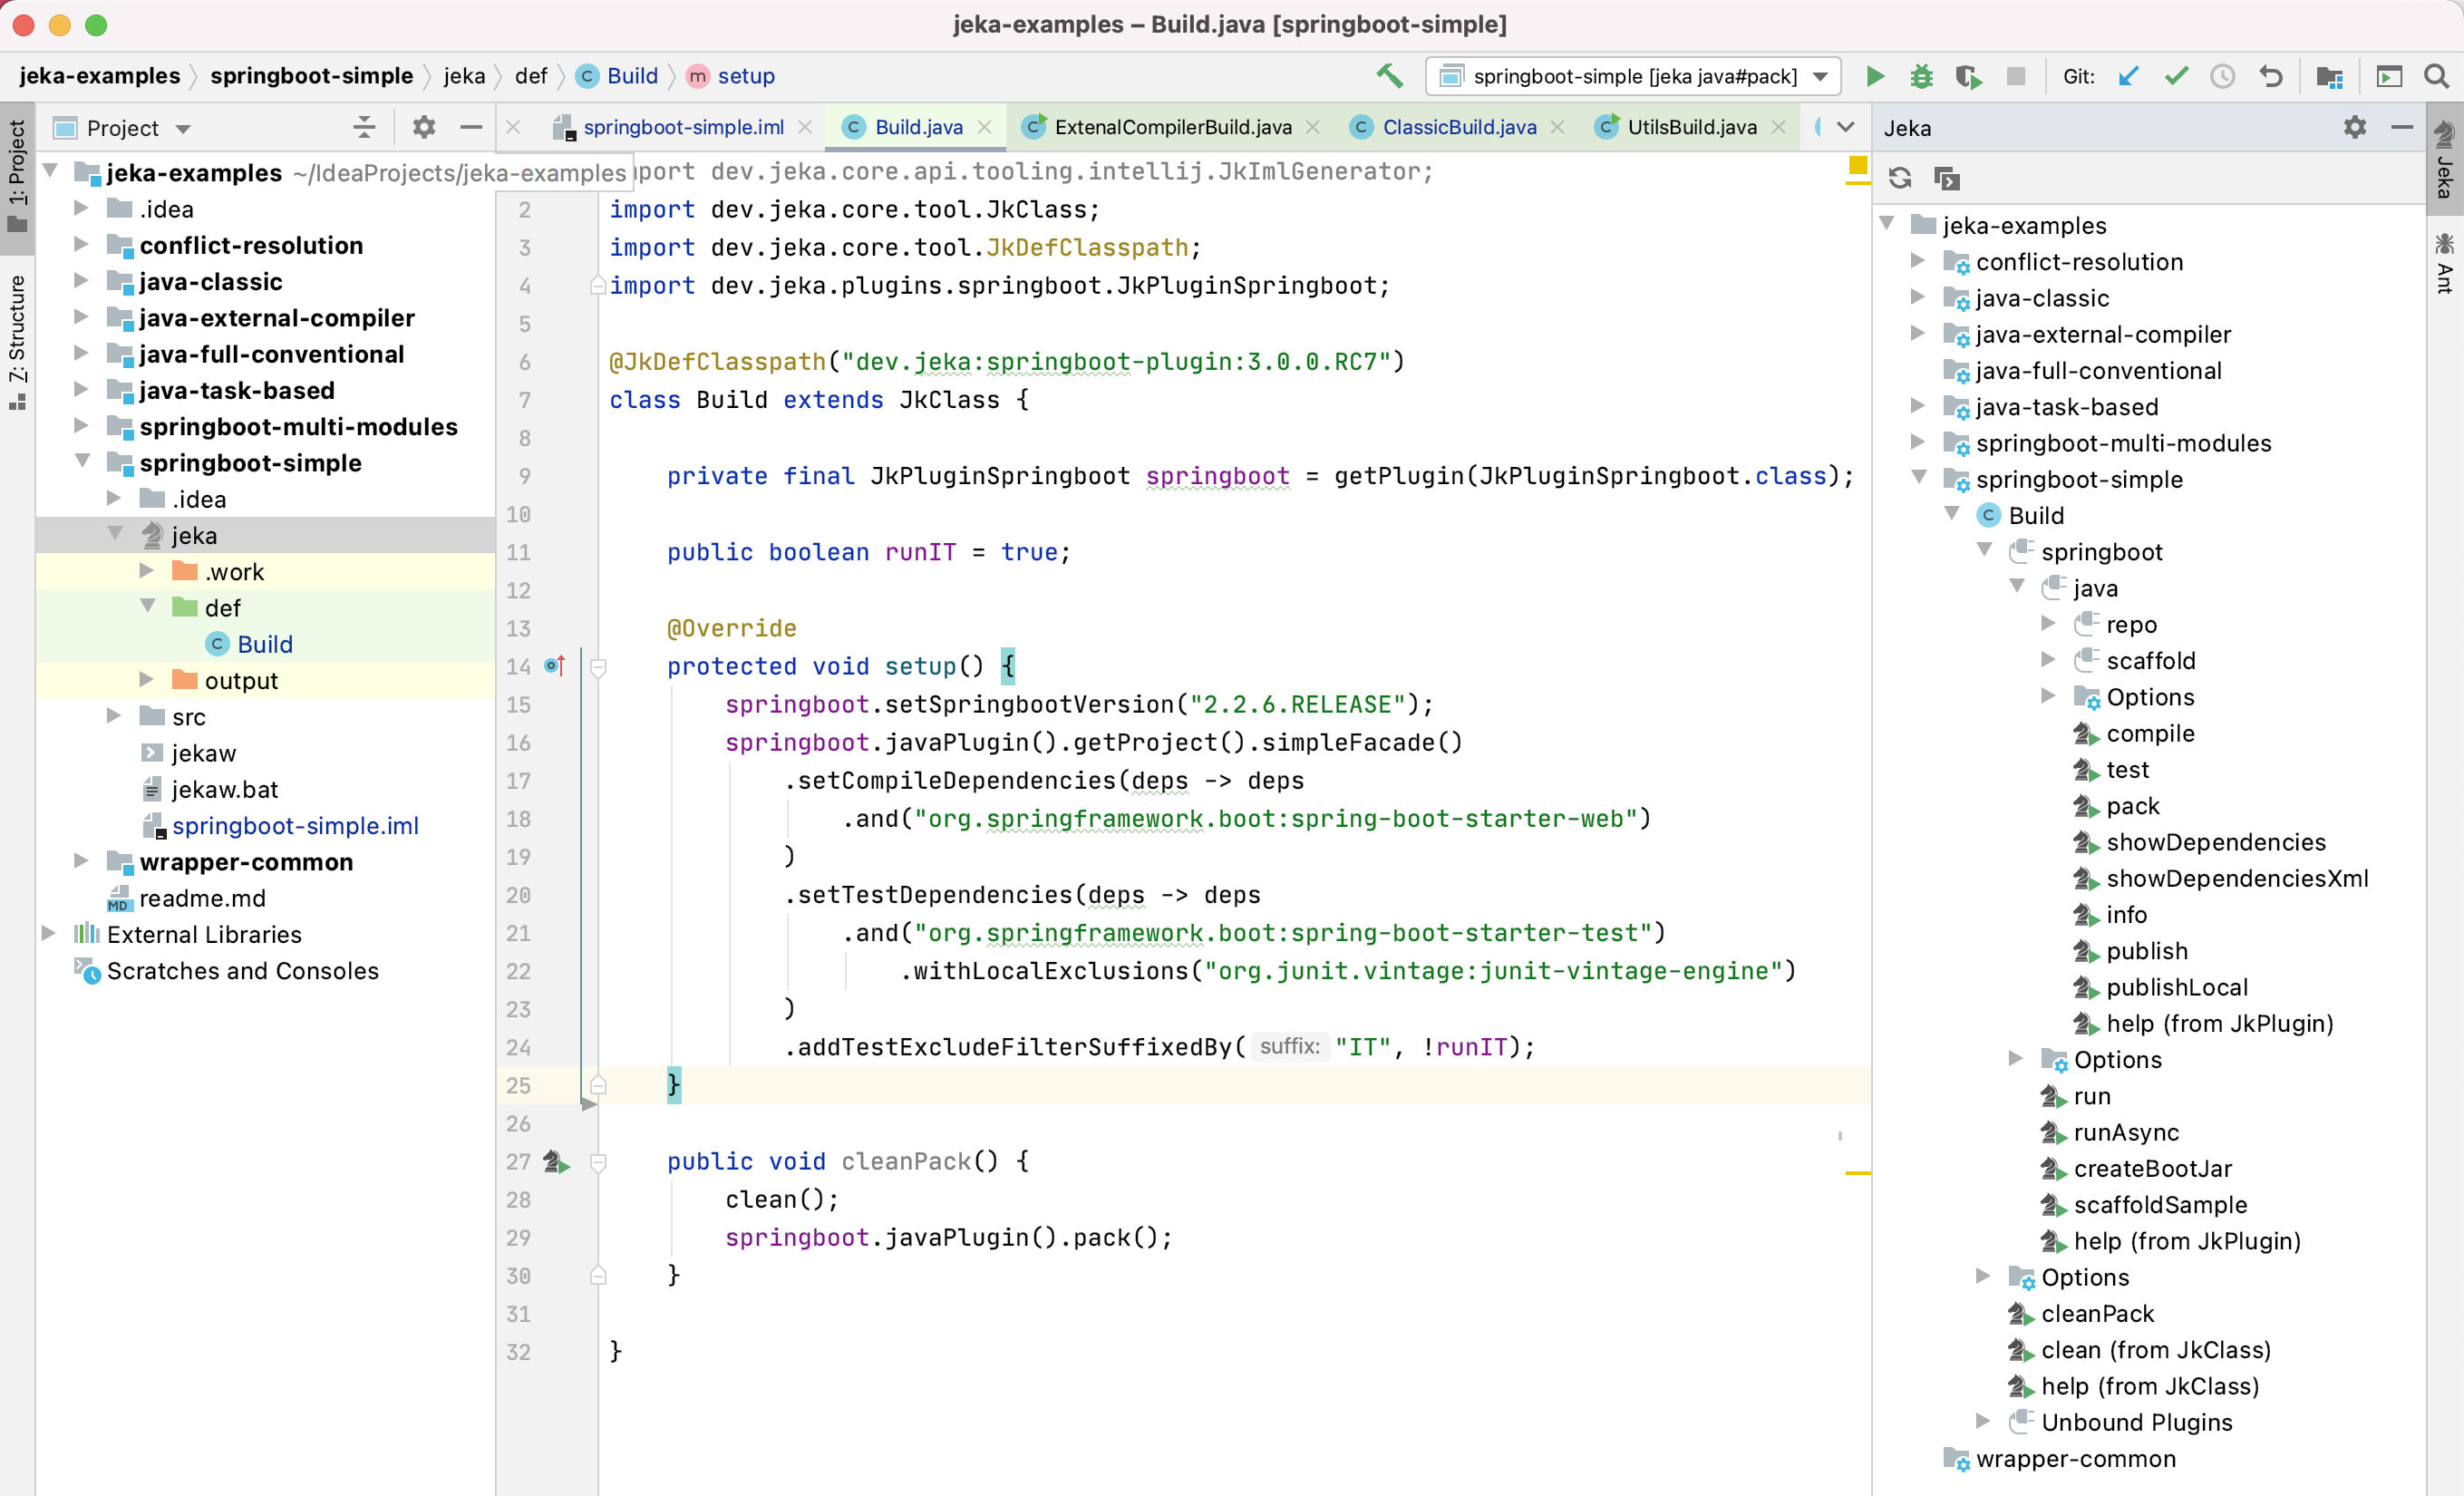 jeka-examples – Build.java [springboot-simple]
jeka-examples springboot-simple jeka def C Build m setup
springboot-simple [jeka java#pack]
Git:
1: Project
Z: Structure
Project
jeka-examples ~/IdeaProjects/jeka-examples
.idea
conflict-resolution
java-classic
java-external-compiler
java-full-conventional
java-task-based
springboot-multi-modules
springboot-simple
.idea
jeka
.work
def
C Build
output
src
jekaw
jekaw.bat
springboot-simple.iml
wrapper-common
MD readme.md
External Libraries
Scratches and Consoles
springboot-simple.iml
C Build.java
C ExtenalCompilerBuild.java
C ClassicBuild.java
C UtilsBuild.java
port dev.jeka.core.api.tooling.intellij.JkImlGenerator;
2 import dev.jeka.core.tool.JkClass;
3 import dev.jeka.core.tool.JkDefClasspath;
4 import dev.jeka.plugins.springboot.JkPluginSpringboot;
5
6 @JkDefClasspath("dev.jeka:springboot-plugin:3.0.0.RC7")
7 class Build extends JkClass {
8
9 private final JkPluginSpringboot springboot = getPlugin(JkPluginSpringboot.class);
10
11 public boolean runIT = true;
12
13 @Override
14 protected void setup() {
15 springboot.setSpringbootVersion("2.2.6.RELEASE");
16 springboot.javaPlugin().getProject().simpleFacade()
17 .setCompileDependencies(deps -> deps
18 .and("org.springframework.boot:spring-boot-starter-web")
19 )
20 .setTestDependencies(deps -> deps
21 .and("org.springframework.boot:spring-boot-starter-test")
22 .withLocalExclusions("org.junit.vintage:junit-vintage-engine")
23 )
24 .addTestExcludeFilterSuffixedBy( suffix: "IT", !runIT);
25 }
26
27 public void cleanPack() {
28 clean();
29 springboot.javaPlugin().pack();
30 }
31
32 }
Jeka
jeka-examples
conflict-resolution
java-classic
java-external-compiler
java-full-conventional
java-task-based
springboot-multi-modules
springboot-simple
C Build
springboot
java
repo
scaffold
Options
compile
test
pack
showDependencies
showDependenciesXml
info
publish
publishLocal
help (from JkPlugin)
Options
run
runAsync
createBootJar
scaffoldSample
help (from JkPlugin)
Options
cleanPack
clean (from JkClass)
help (from JkClass)
Unbound Plugins
wrapper-common
Jeka
Ant